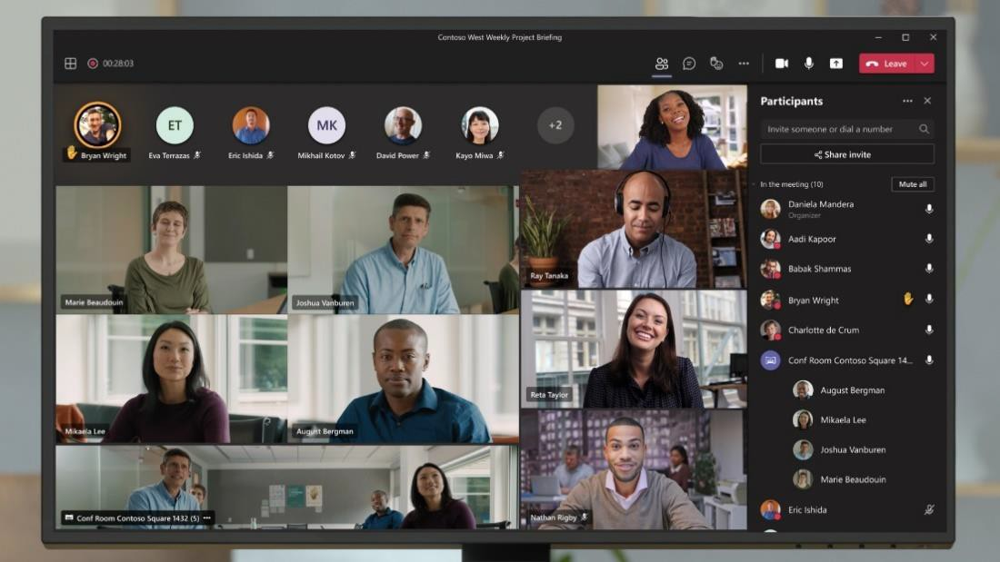 Contoso West Weekly Project Briefing
00:28:03
Leave
Bryan Wright
ET
Eva Terrazas
Eric Ishida
MK
Mikhail Kotov
David Power
Kayo Miwa
+2
Marie Beaudouin
Joshua Vanburen
Mikaela Lee
August Bergman
Conf Room Contoso Square 1432 (5) •••
Ray Tanaka
Reta Taylor
Nathan Rigby
Participants
Invite someone or dial a number
Share invite
In the meeting (10)
Mute all
Daniela Mandera
Organizer
Aadi Kapoor
Babak Shammas
Bryan Wright
Charlotte de Crum
Conf Room Contoso Square 14...
August Bergman
Mikaela Lee
Joshua Vanburen
Marie Beaudouin
Eric Ishida